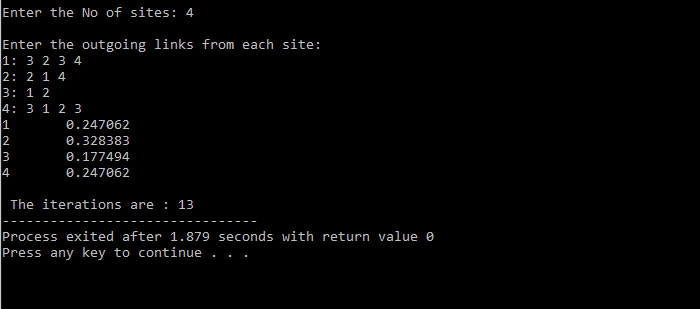 Enter the No of sites: 4
Enter the outgoing links from each site:
1: 3 2 3 4
2: 2 1 4
3: 1 2
4: 3 1 2 3
1 0.247062
2 0.328383
3 0.177494
4 0.247062
The iterations are : 13
--------------------------------
Process exited after 1.879 seconds with return value 0
Press any key to continue . . .